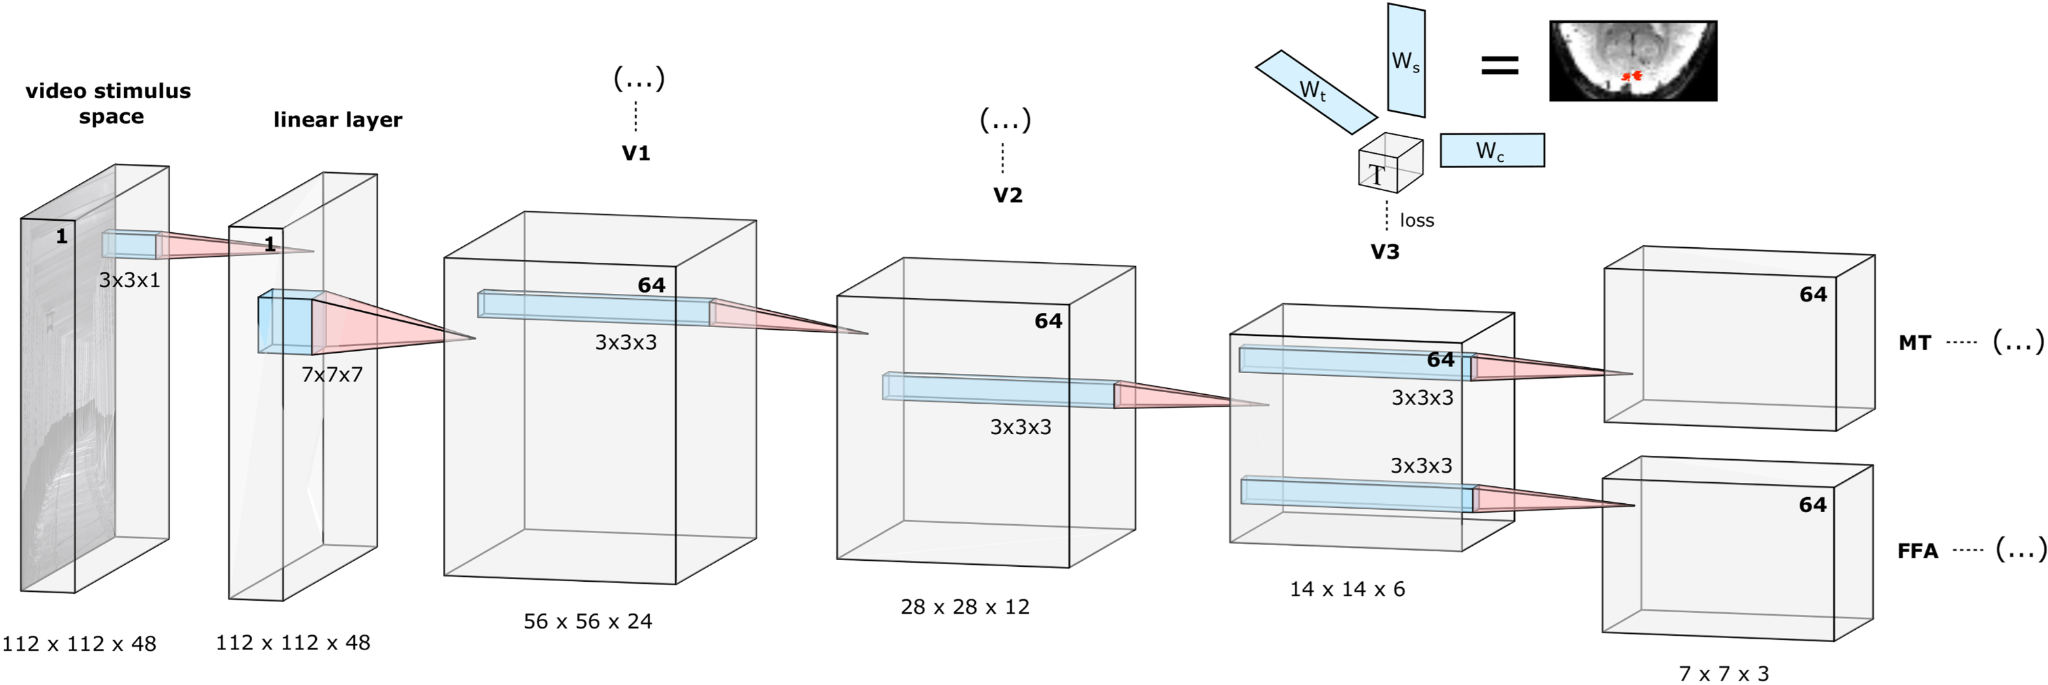 video stimulus
space
1
3x3x1
112 x 112 x 48
linear layer
1
7x7x7
112 x 112 x 48
(...)
V1
64
3x3x3
56 x 56 x 24
(...)
V2
64
3x3x3
28 x 28 x 12
Wt
Ws
=
Wc
T
loss
V3
64
3x3x3
3x3x3
14 x 14 x 6
64
MT (...)
64
FFA (...)
7 x 7 x 3